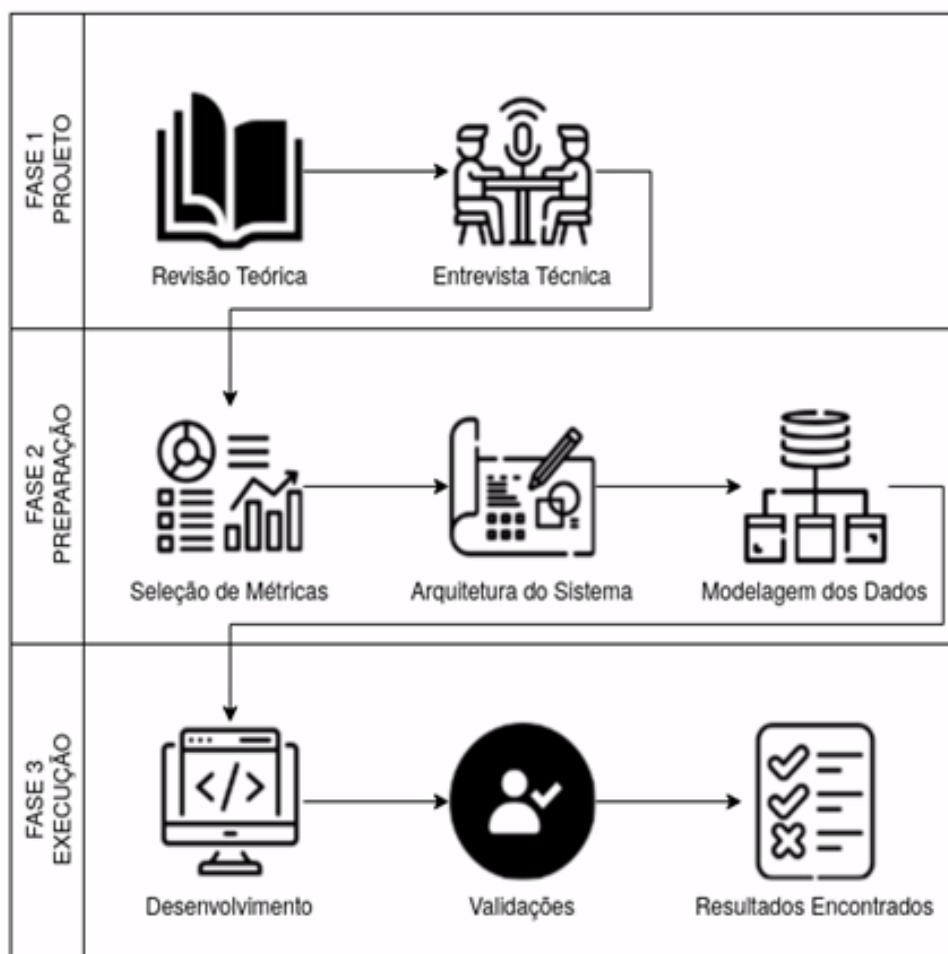 FASE 1
PROJETO
Revisão Teórica
Entrevista Técnica
FASE 2
PREPARAÇÃO
Seleção de Métricas
Arquitetura do Sistema
Modelagem dos Dados
FASE 3
EXECUÇÃO
Desenvolvimento
Validações
Resultados Encontrados